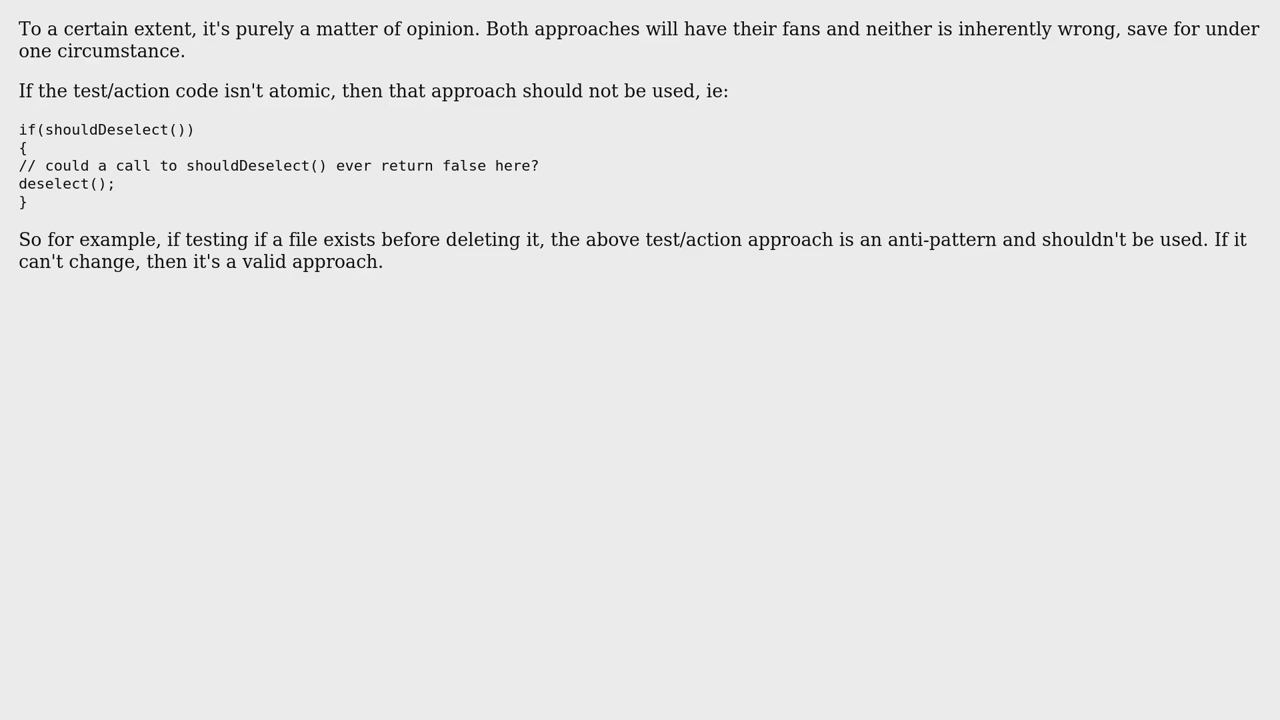 To a certain extent, it's purely a matter of opinion. Both approaches will have their fans and neither is inherently wrong, save for under
one circumstance.
If the test/action code isn't atomic, then that approach should not be used, ie:
if(shouldDeselect())
{
// could a call to shouldDeselect() ever return false here?
deselect();
}
So for example, if testing if a file exists before deleting it, the above test/action approach is an anti-pattern and shouldn't be used. If it
can't change, then it's a valid approach.